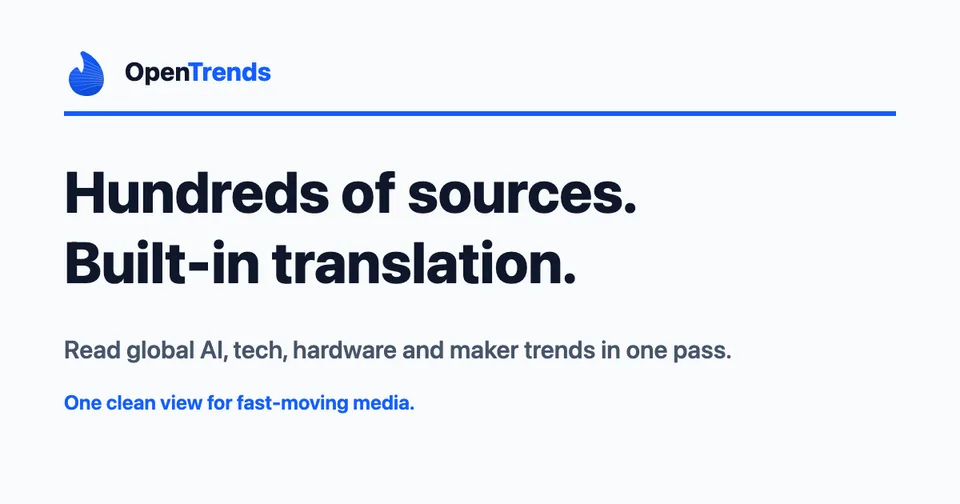 OpenTrends
Hundreds of sources.
Built-in translation.
Read global AI, tech, hardware and maker trends in one pass.
One clean view for fast-moving media.